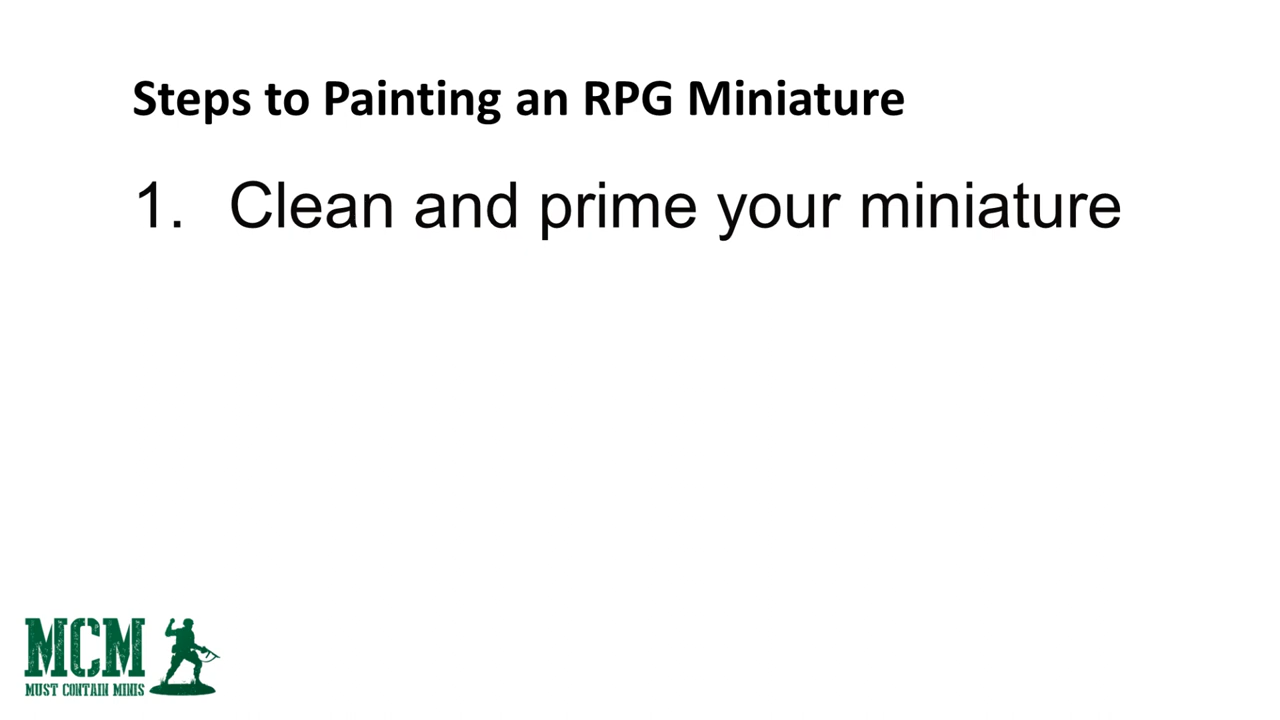 Steps to Painting an RPG Miniature
1. Clean and prime your miniature
MCM
MUST CONTAIN MINIS